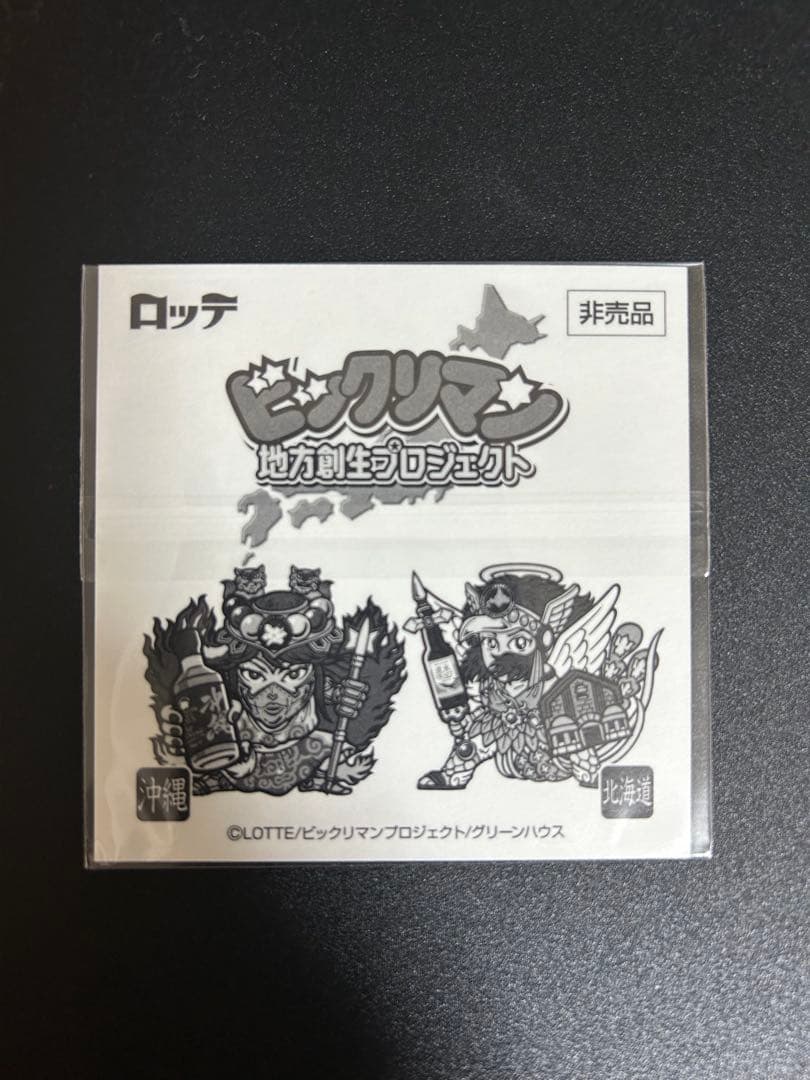 ロッテ
非売品
ビックリマン
地方創生プロジェクト
沖縄
北海道
©LOTTE/ビックリマンプロジェクト/グリーンハウス